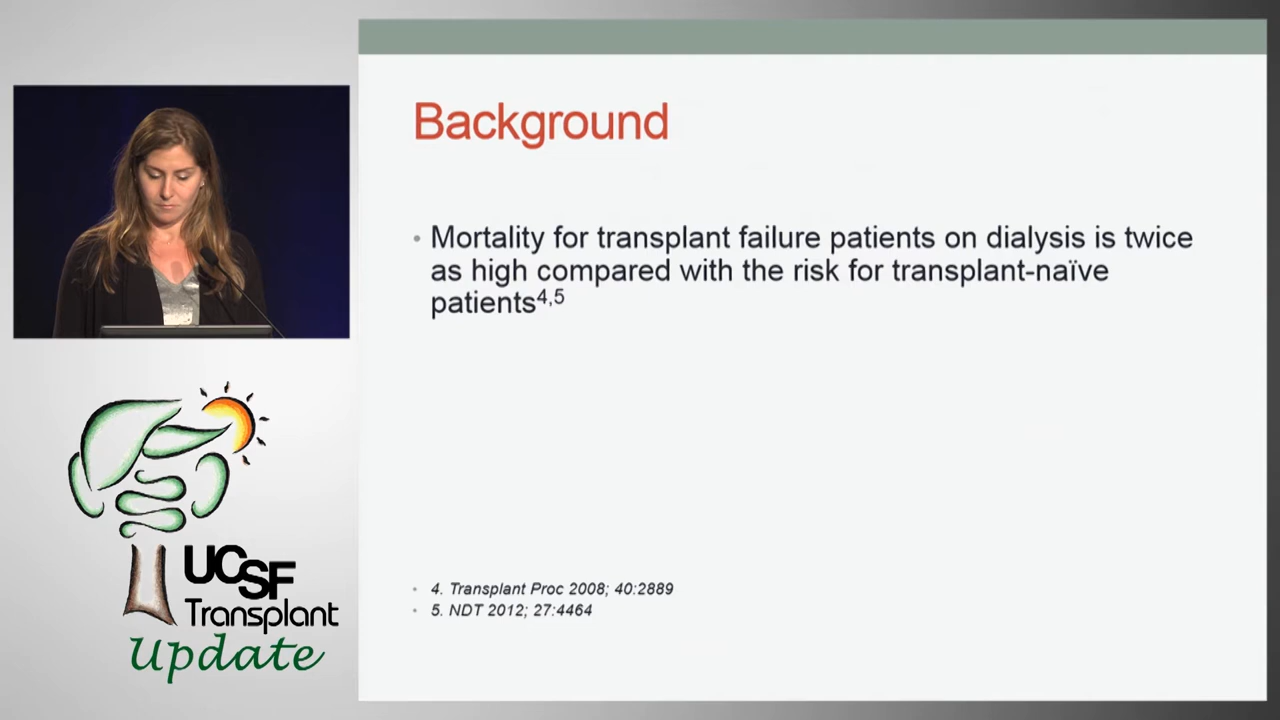 Background
• Mortality for transplant failure patients on dialysis is twice
as high compared with the risk for transplant-naïve
patients4,5
• 4. Transplant Proc 2008; 40:2889
• 5. NDT 2012; 27:4464
UCSF
Transplant
Update